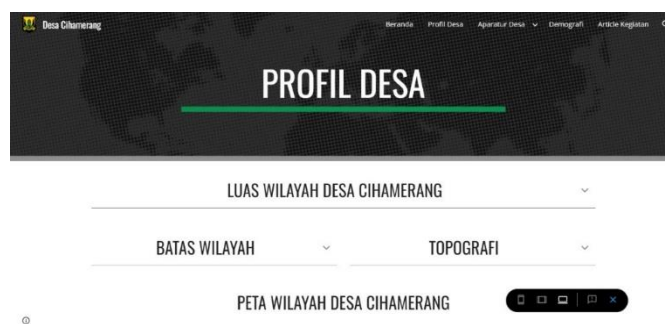 Desa Cihamerang
Beranda Profil Desa Aparatur Desa Demografi Article Kegiatan
PROFIL DESA
LUAS WILAYAH DESA CIHAMERANG
BATAS WILAYAH TOPOGRAFI
PETA WILAYAH DESA CIHAMERANG